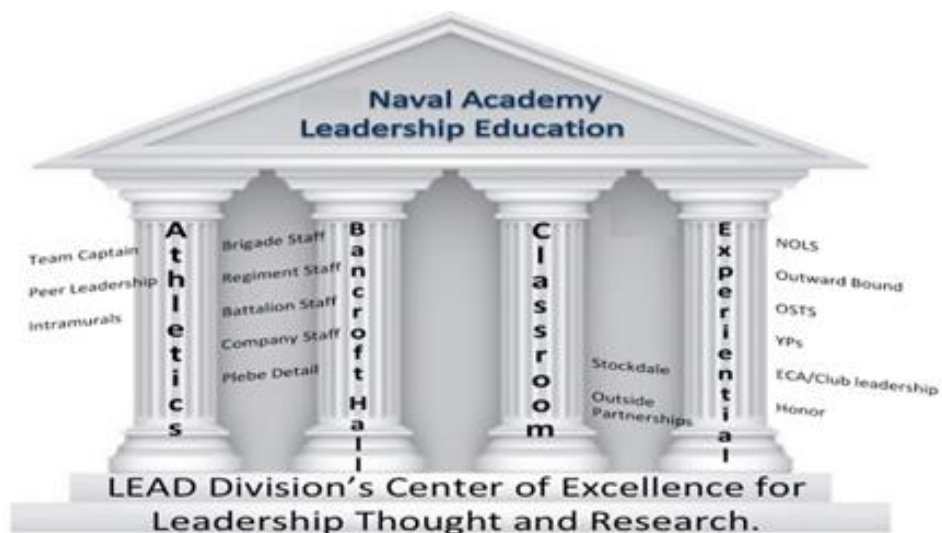 Naval Academy
Leadership Education
Athletics
Team Captain
Peer Leadership
Intramurals
Bancroft Hall
Brigade Staff
Regiment Staff
Battalion Staff
Company Staff
Plebe Detail
Classroom
Stockdale
Outside
Partnerships
Experiential
NOLS
Outward Bound
OSTS
YPs
ECA/Club leadership
Honor
LEAD Division’s Center of Excellence for
Leadership Thought and Research.